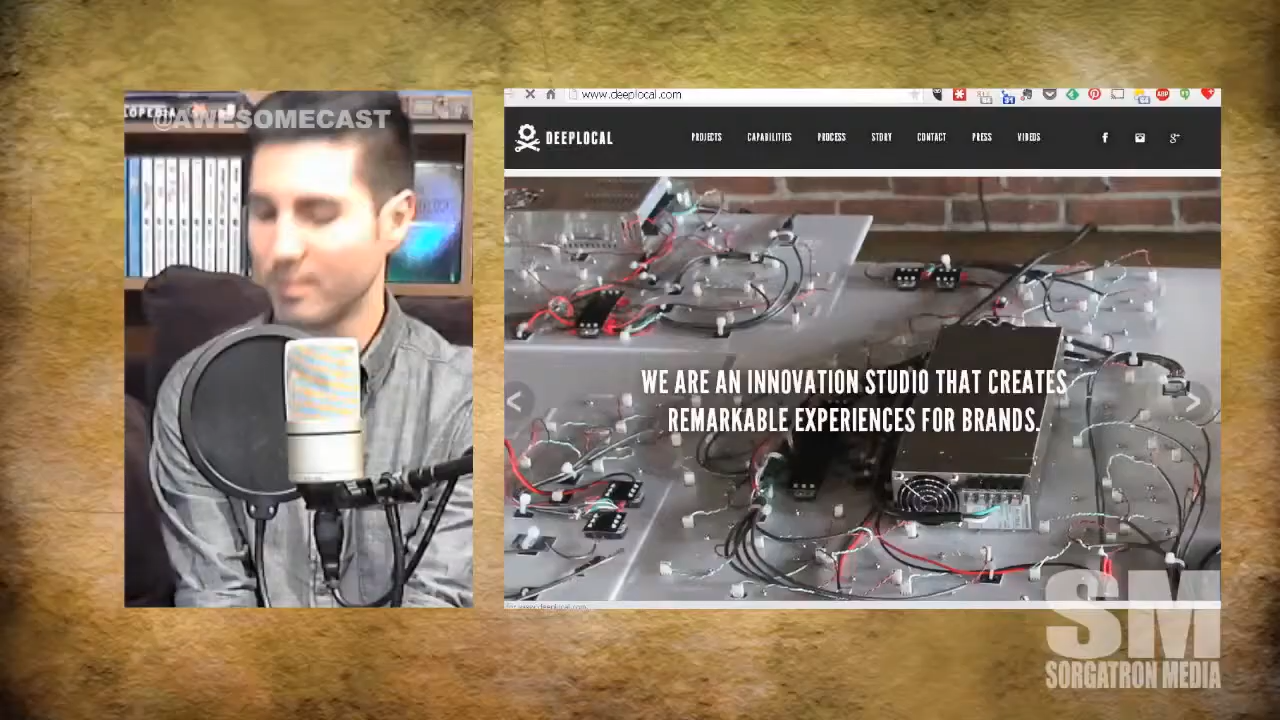 LOPEDIA
@AWESOMECAST
www.deeplocal.com
DEEPLOCAL
PROJECTS
CAPABILITIES
PROCESS
STORY
CONTACT
PRESS
VIDEOS
WE ARE AN INNOVATION STUDIO THAT CREATES
REMARKABLE EXPERIENCES FOR BRANDS.
SM
SORGATRON MEDIA